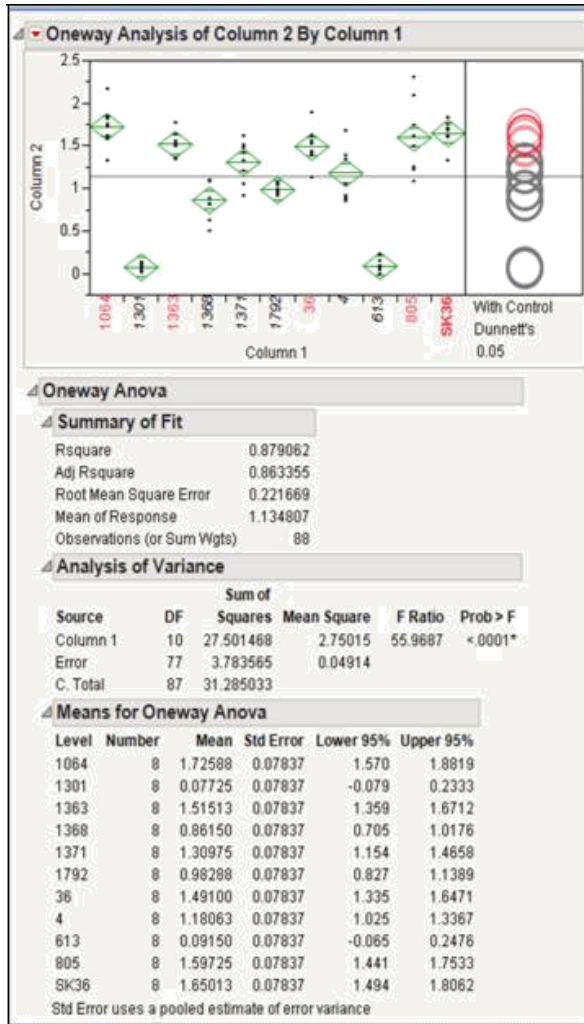 Oneway Analysis of Column 2 By Column 1
2.5
2
1.5
1
0.5
0
Column 2
1064
1301
1363
1368
1371
1792
36
4
613
805
SK36
Column 1
With Control
Dunnett's
0.05
Oneway Anova
Summary of Fit
Rsquare 0.879062
Adj Rsquare 0.863355
Root Mean Square Error 0.221669
Mean of Response 1.134807
Observations (or Sum Wgts) 88
Analysis of Variance
Sum of
Source DF Squares Mean Square F Ratio Prob > F
Column 1 10 27.501468 2.75015 55.9687 <.0001*
Error 77 3.783565 0.04914
C. Total 87 31.285033
Means for Oneway Anova
Level Number Mean Std Error Lower 95% Upper 95%
1064 8 1.72588 0.07837 1.570 1.8819
1301 8 0.07725 0.07837 -0.079 0.2333
1363 8 1.51513 0.07837 1.359 1.6712
1368 8 0.86150 0.07837 0.705 1.0176
1371 8 1.30975 0.07837 1.154 1.4658
1792 8 0.98288 0.07837 0.827 1.1389
36 8 1.49100 0.07837 1.335 1.6471
4 8 1.18063 0.07837 1.025 1.3367
613 8 0.09150 0.07837 -0.065 0.2476
805 8 1.59725 0.07837 1.441 1.7533
SK36 8 1.65013 0.07837 1.494 1.8062
Std Error uses a pooled estimate of error variance